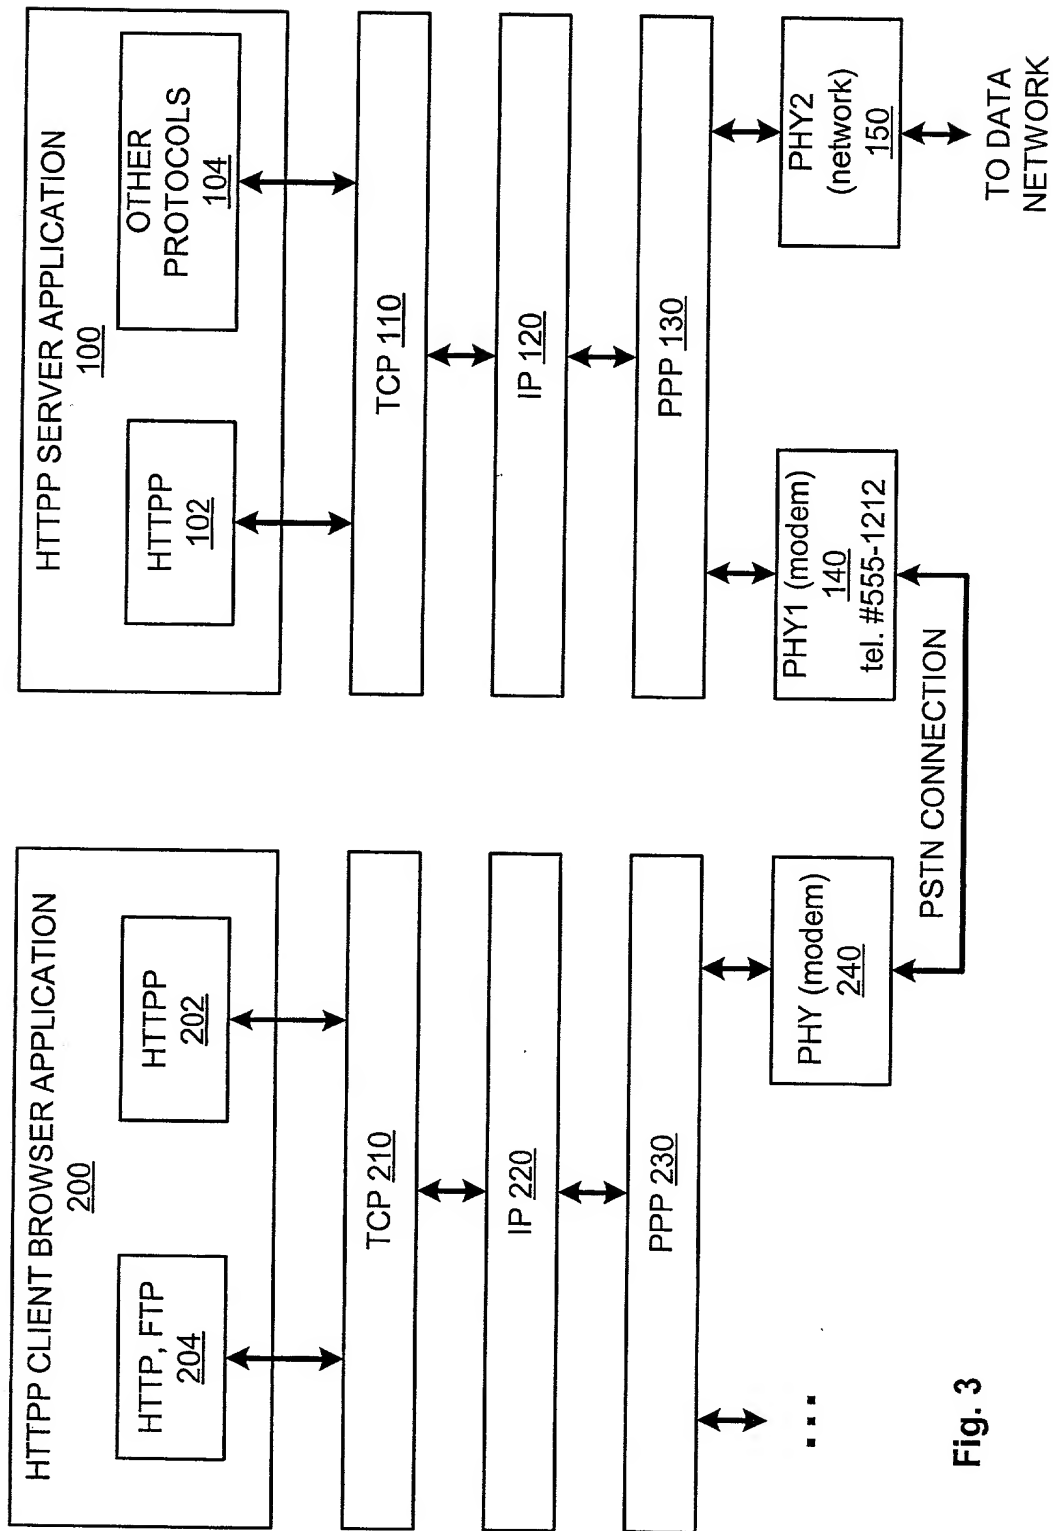 HTTPP CLIENT BROWSER APPLICATION
200
HTTP, FTP
204
HTTPP
202
TCP 210
IP 220
PPP 230
...
PHY (modem)
240
HTTPP SERVER APPLICATION
100
HTTPP
102
OTHER
PROTOCOLS
104
TCP 110
IP 120
PPP 130
PHY1 (modem)
140
tel. #555-1212
PHY2
(network)
150
PSTN CONNECTION
TO DATA
NETWORK
Fig. 3